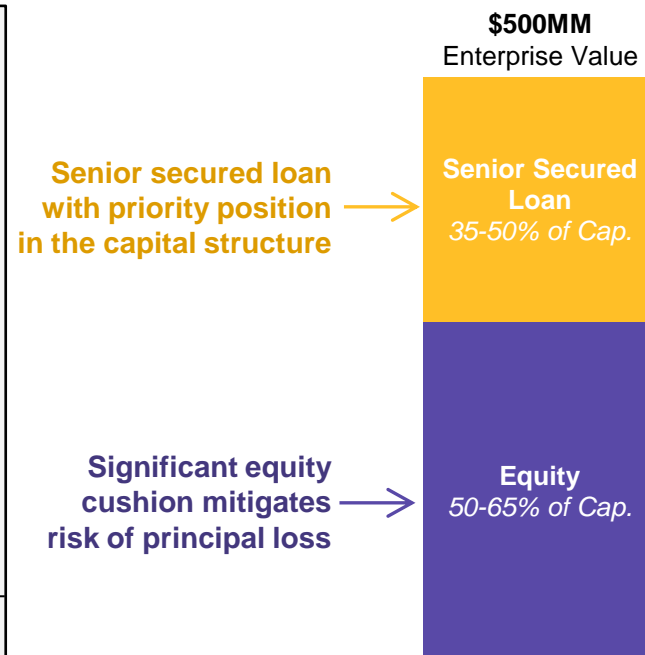 $500MM
Enterprise Value
Senior secured loan
with priority position
in the capital structure
Senior Secured
Loan
35-50% of Cap.
Significant equity
cushion mitigates
risk of principal loss
Equity
50-65% of Cap.